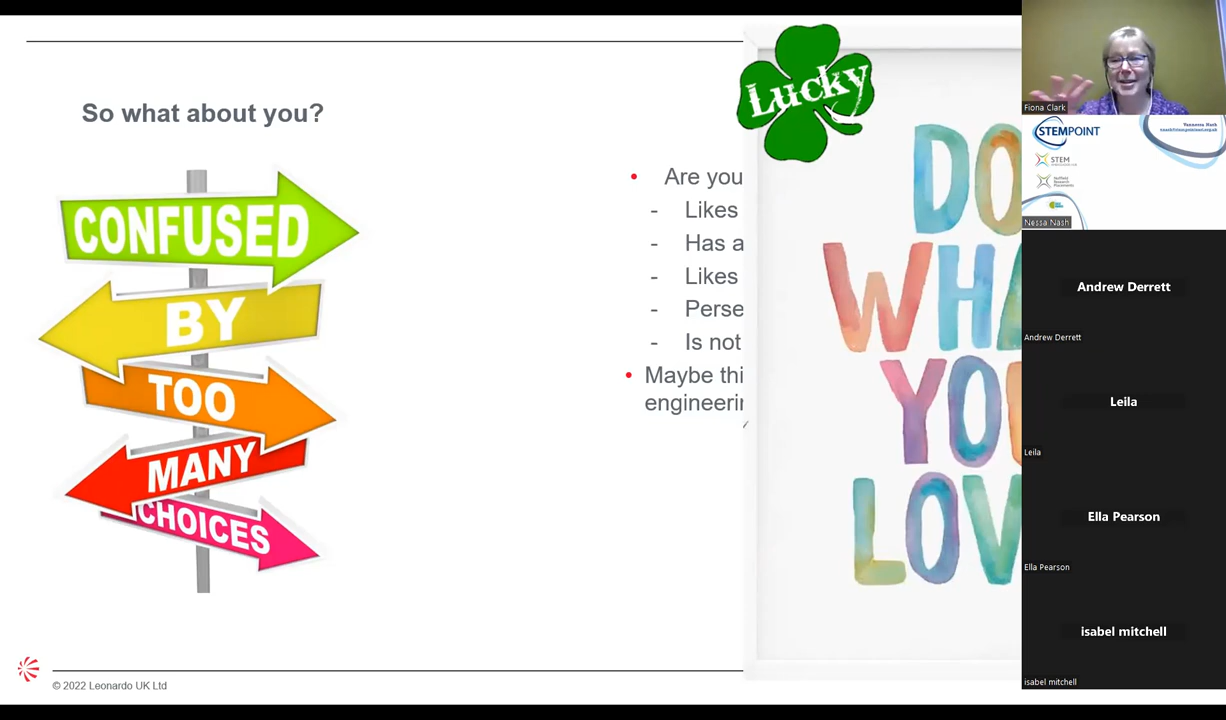 So what about you?
CONFUSED
BY
TOO
MANY
CHOICES
• Are you
- Likes
- Has a
- Likes
- Perse
- Is not
• Maybe thi
engineerin
Lucky
DO
WHA
YOU
LOV
© 2022 Leonardo UK Ltd
Fiona Clark
STEMPOINT
STEM
Nessa Nash
Andrew Derrett
Andrew Derrett
Leila
Leila
Ella Pearson
Ella Pearson
isabel mitchell
isabel mitchell